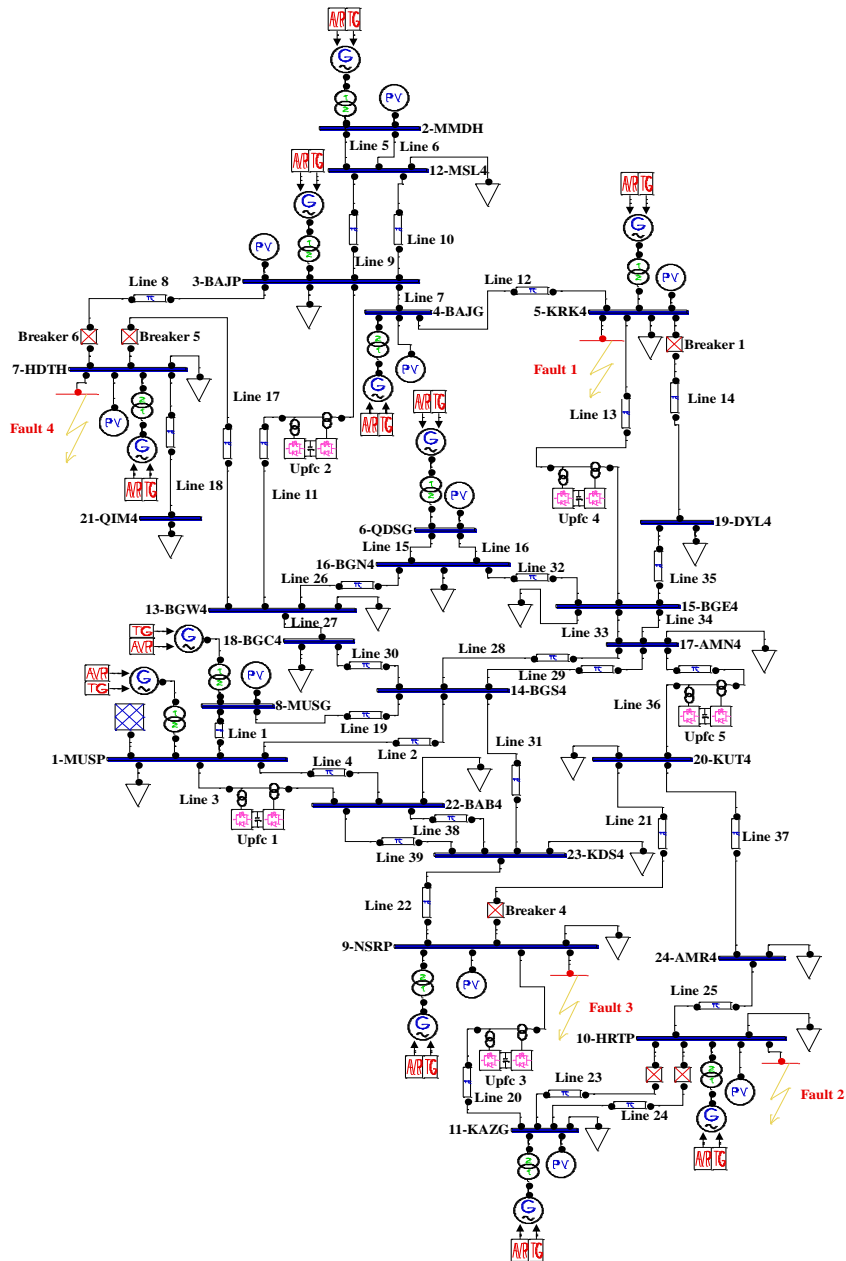 AVR TG
G
PV
2-MMDH
Line 5
Line 6
12-MSL4
AVR TG
G
AVR TG
G
Line 10
PV
Line 9
Line 8
3-BAJP
Line 7
Line 12
PV
4-BAJG
5-KRK4
Breaker 6
Breaker 5
Breaker 1
7-HDTH
PV
Fault 1
G
AVR TG
Line 17
Line 14
Line 13
PV
G
Fault 4
AVR TG
G
Upfc 2
PV
Line 18
Line 11
Upfc 4
AVR TG
21-QIM4
6-QDSG
19-DYL4
Line 15
Line 16
16-BGN4
Line 26
Line 32
Line 35
13-BGW4
15-BGE4
Line 27
Line 34
TG
AVR
G
18-BGC4
Line 28
Line 33
17-AMN4
Line 30
AVR
TG
G
PV
Line 29
14-BGS4
8-MUSG
Line 36
Line 1
Line 19
Upfc 5
Line 2
Line 31
1-MUSP
20-KUT4
Line 4
Line 3
22-BAB4
Line 21
Line 37
Upfc 1
Line 38
Line 39
23-KDS4
Line 22
Breaker 4
9-NSRP
24-AMR4
PV
Line 25
G
Fault 3
10-HRTP
AVR TG
Upfc 3
Line 23
PV
Line 20
Line 24
Fault 2
G
11-KAZG
AVR TG
PV
G
AVR TG